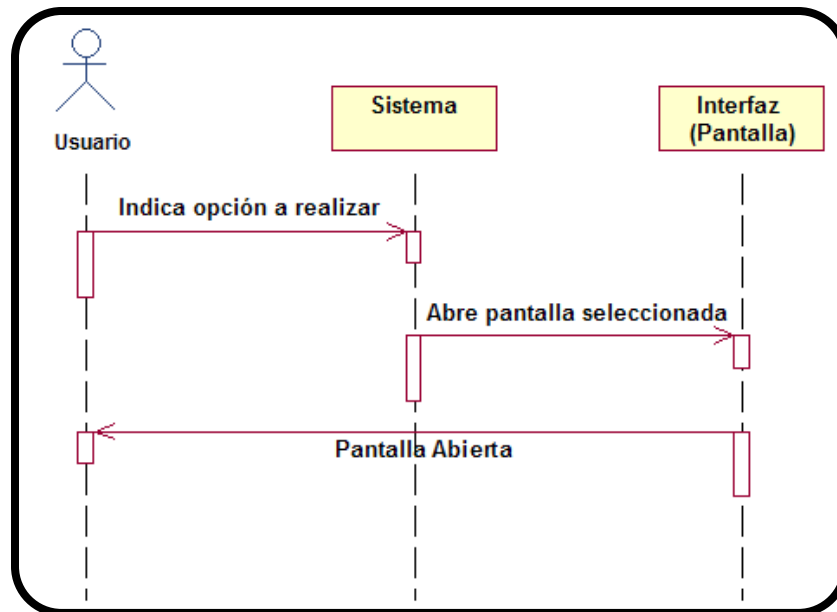 Usuario
Sistema
Interfaz
(Pantalla)
Indica opción a realizar
Abre pantalla seleccionada
Pantalla Abierta